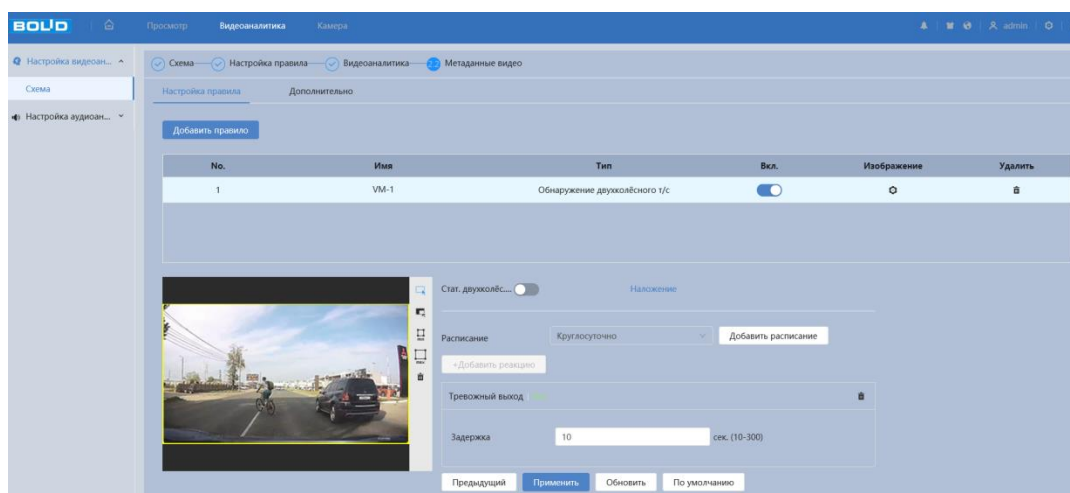 BOLID Просмотр Видеоаналитика Камера admin
Настройка видеоан... Схема Настройка правила Видеоаналитика Метаданные видео
Схема Настройка правила Дополнительно
Настройка аудиоан...
Добавить правило
No. Имя Тип Вкл. Изображение Удалить
1 VM-1 Обнаружение двухколёсного т/с
Стат. двухколёс.... Наложение
Расписание Круглосуточно Добавить расписание
+Добавить реакцию
Тревожный выход
Задержка 10 сек. (10-300)
Предыдущий Применить Обновить По умолчанию